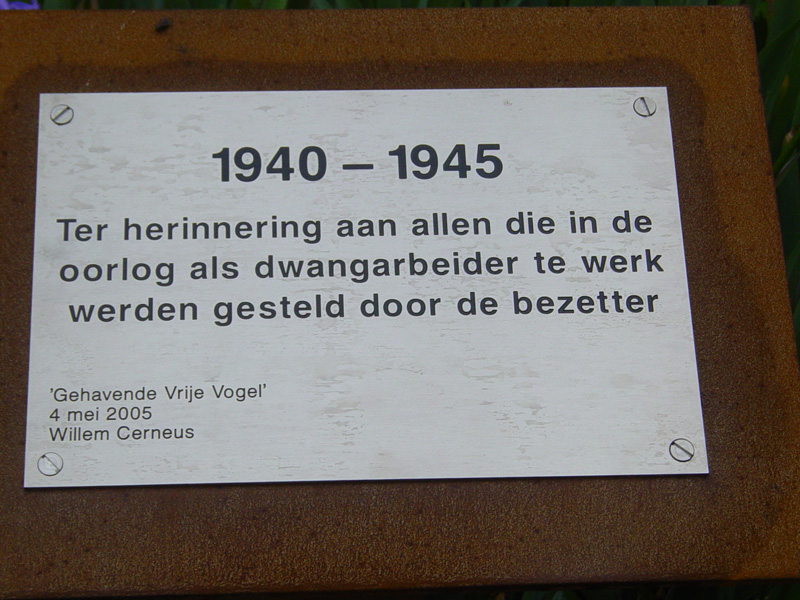 1940 – 1945
Ter herinnering aan allen die in de
oorlog als dwangarbeider te werk
werden gesteld door de bezetter
'Gehavende Vrije Vogel'
4 mei 2005
Willem Cerneus